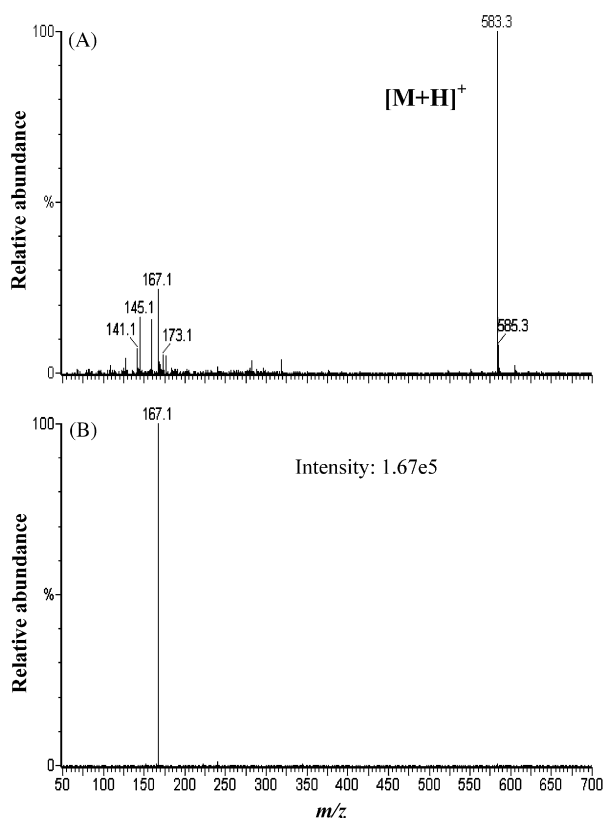 583.3
100
(A)
[M+H]+
Relative abundance
%
167.1
145.1
141.1
173.1
585.3
0
167.1
100
(B)
Intensity: 1.67e5
Relative abundance
%
0
50 100 150 200 250 300 350 400 450 500 550 600 650 700
m/z